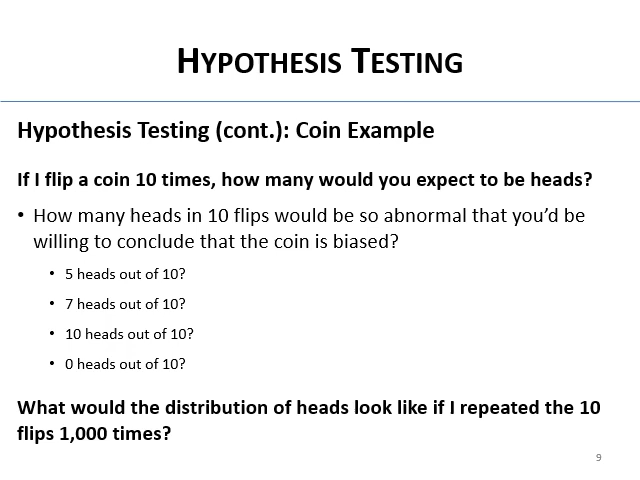 HYPOTHESIS TESTING
Hypothesis Testing (cont.): Coin Example
If I flip a coin 10 times, how many would you expect to be heads?
• How many heads in 10 flips would be so abnormal that you’d be
willing to conclude that the coin is biased?
• 5 heads out of 10?
• 7 heads out of 10?
• 10 heads out of 10?
• 0 heads out of 10?
What would the distribution of heads look like if I repeated the 10
flips 1,000 times?
9